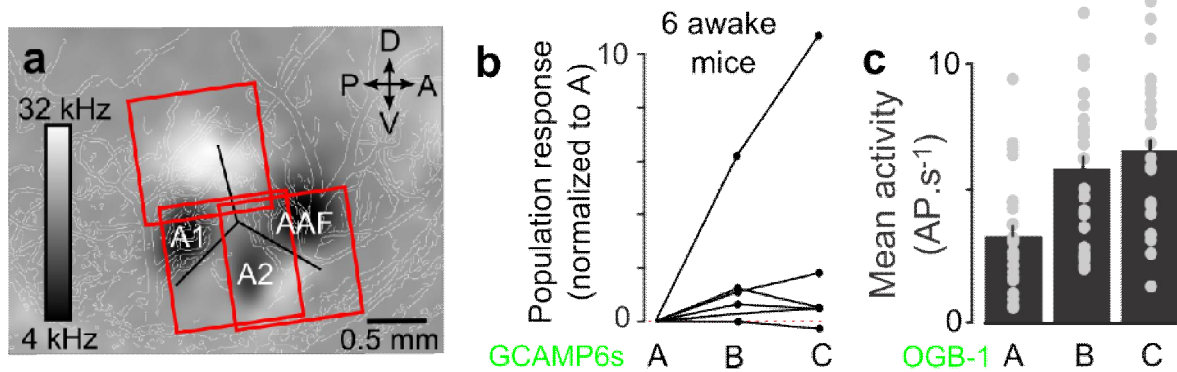 a
D
P A
V
32 kHz
4 kHz
A1
AAF
A2
0.5 mm
b
6 awake
mice
Population response
(normalized to A)
10
0
GCAMP6s A B C
c
Mean activity
(AP.s-1)
10
0
OGB-1 A B C